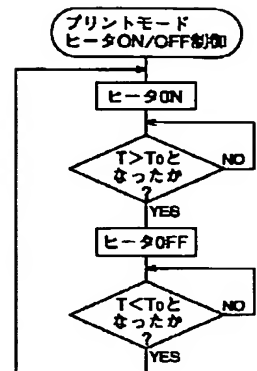 プリントモード
ヒータON/OFF制御
ヒータON
T>T₀と
なったか
?
NO
YES
ヒータOFF
T<T₀と
なったか
?
NO
YES